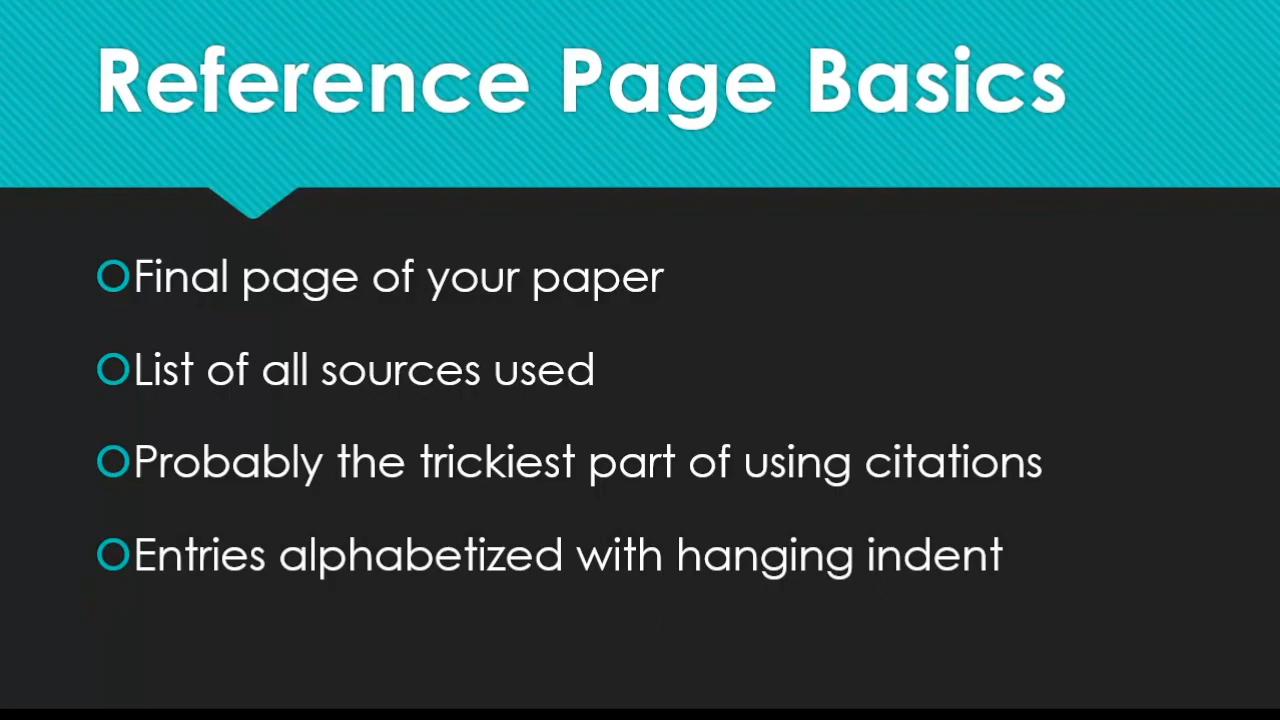 Reference Page Basics
Final page of your paper
List of all sources used
Probably the trickiest part of using citations
Entries alphabetized with hanging indent